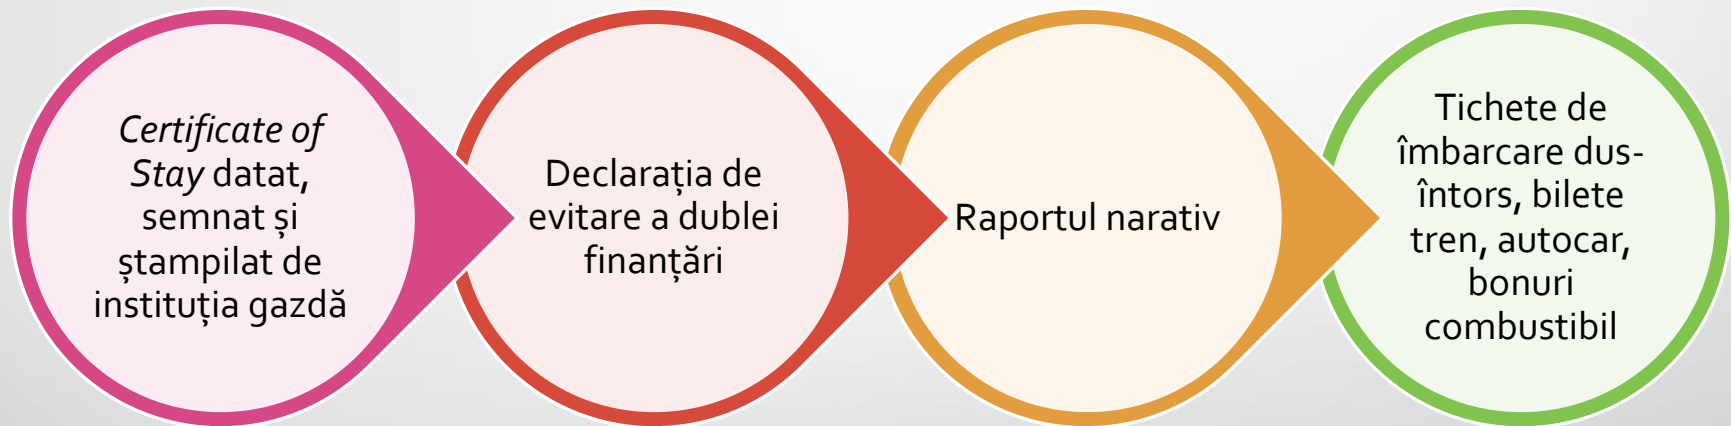 Certificate of
Stay datat,
semnat și
ștampilat de
instituția gazdă
Declarația de
evitare a dublei
finanțări
Raportul narativ
Tichete de
îmbarcare dus-
întors, bilete
tren, autocar,
bonuri
combustibil